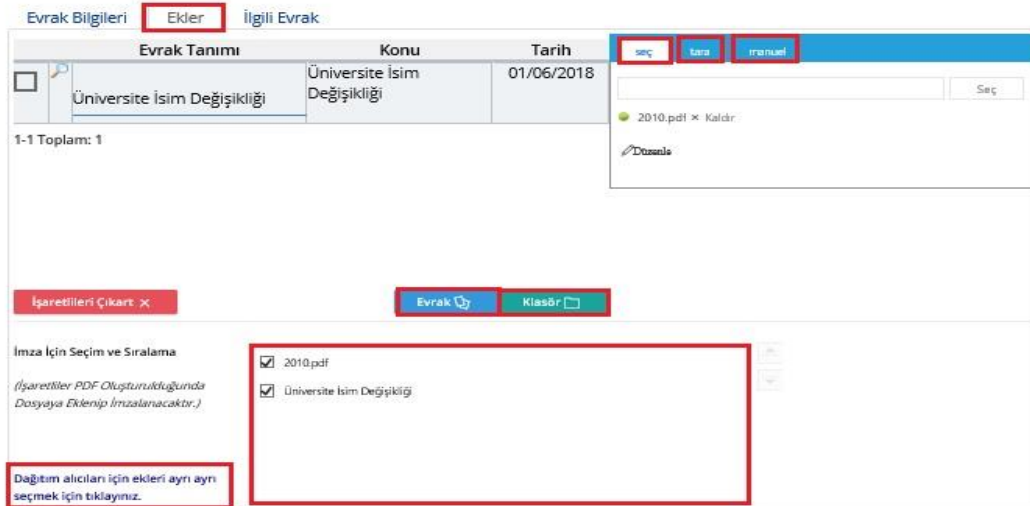 Evrak Bilgileri Ekler İlgili Evrak
Evrak Tanımı Konu Tarih
Üniversite İsim Değişikliği Üniversite İsim Değişikliği 01/06/2018
1-1 Toplam: 1
seç tara manuel
Seç
2010.pdf × Kaldır
Düzenle
İşaretlileri Çıkart ×
Evrak
Klasör
İmza İçin Seçim ve Sıralama
(İşaretliler PDF Oluşturulduğunda
Dosyaya Eklenip İmzalanacaktır.)
2010.pdf
Üniversite İsim Değişikliği
Dağıtım alıcıları için ekleri ayrı ayrı
seçmek için tıklayınız.